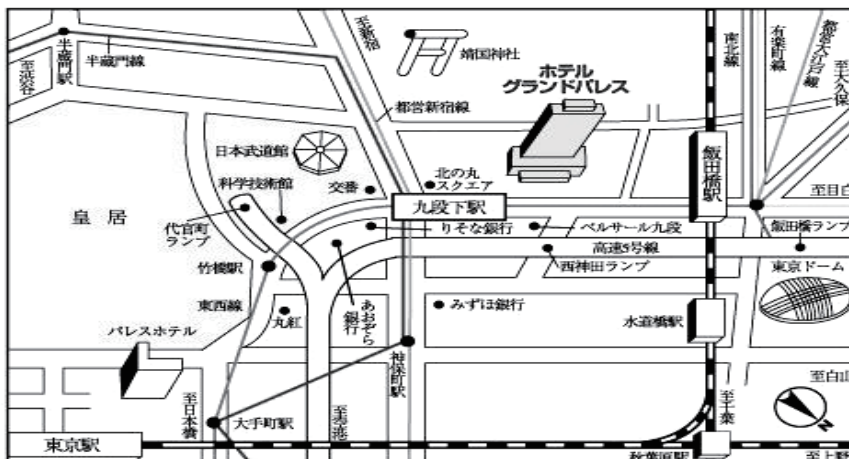 至新宿
靖国神社
南北線
有楽町線
都営大江戸線
至大久保
半蔵門駅
半蔵門線
至渋谷
ホテル
グランドパレス
都営新宿線
日本武道館
科学技術館
交番
北の丸
スクエア
飯田橋駅
九段下駅
至目白
皇居
代官町
ランプ
りそな銀行
ベルサール九段
飯田橋ランプ
高速5号線
竹橋駅
西神田ランプ
東京ドーム
東西線
丸紅
あおぞら
銀行
みずほ銀行
水道橋駅
パレスホテル
神保町駅
至白山
至日本橋
大手町駅
至羽田空港
至千葉
N
東京駅
秋葉原駅
至上野